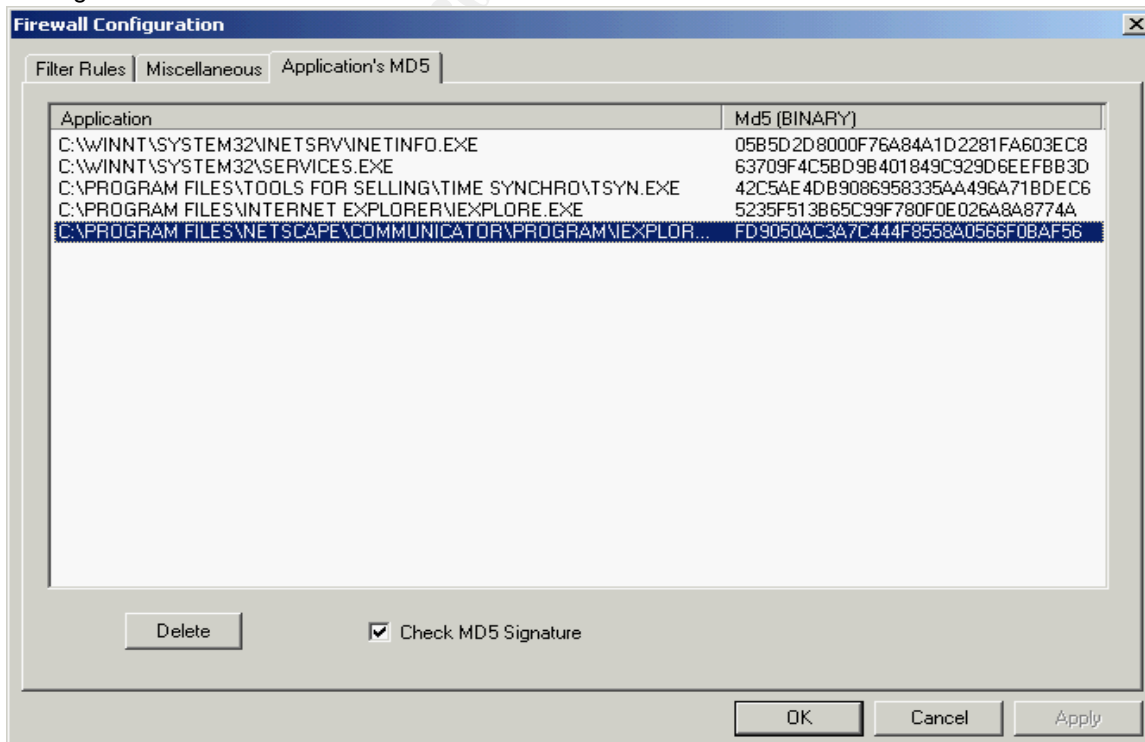 Firewall Configuration
Filter Rules Miscellaneous Application's MD5
Application Md5 (BINARY)
C:\WINNT\SYSTEM32\INETSRV\INETINFO.EXE 05B5D2D8000F76A84A1D2281FA603EC8
C:\WINNT\SYSTEM32\SERVICES.EXE 63709F4C5BD9B401849C929D6EEFBB3D
C:\PROGRAM FILES\TOOLS FOR SELLING\TIME SYNCHRO\TSYN.EXE 42C5AE4DB9086958335AA496A71BDEC6
C:\PROGRAM FILES\INTERNET EXPLORER\IEXPLORE.EXE 5235F513B65C99F780F0E026A8A8774A
C:\PROGRAM FILES\NETSCAPE\COMMUNICATOR\PROGRAM\IEXPLOR... FD9050AC3A7C444F8558A0566F0BAF56
Delete Check MD5 Signature
OK Cancel Apply